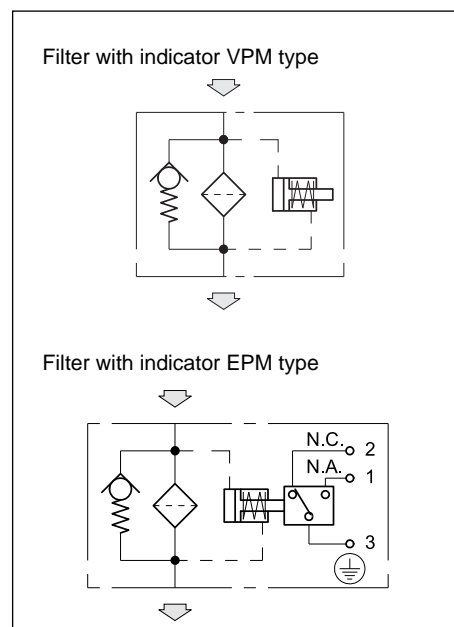 Filter with indicator VPM type
Filter with indicator EPM type
N.C. 2
N.A. 1
3